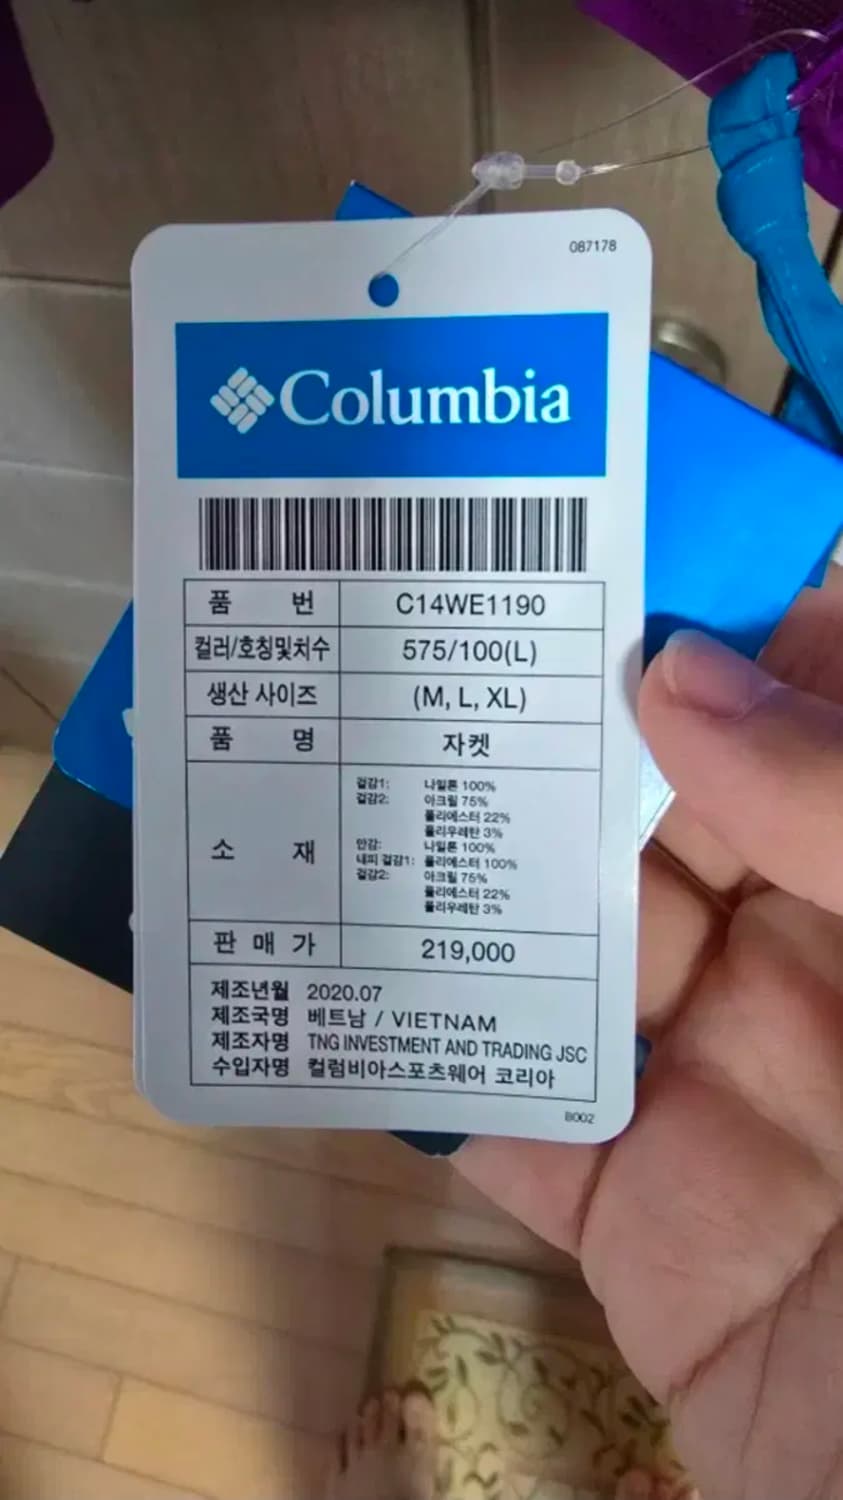 087178
Columbia
품 번 C14WE1190
컬러/호칭및치수 575/100(L)
생산 사이즈 (M, L, XL)
품 명 자켓
소 재
겉감1: 나일론 100%
겉감2: 아크릴 75%
폴리에스터 22%
폴리우레탄 3%
안감: 나일론 100%
내피 겉감1: 폴리에스터 100%
겉감2: 아크릴 75%
폴리에스터 22%
폴리우레탄 3%
판 매 가 219,000
제조년월 2020.07
제조국명 베트남 / VIETNAM
제조자명 TNG INVESTMENT AND TRADING JSC
수입자명 컬럼비아스포츠웨어 코리아
B002